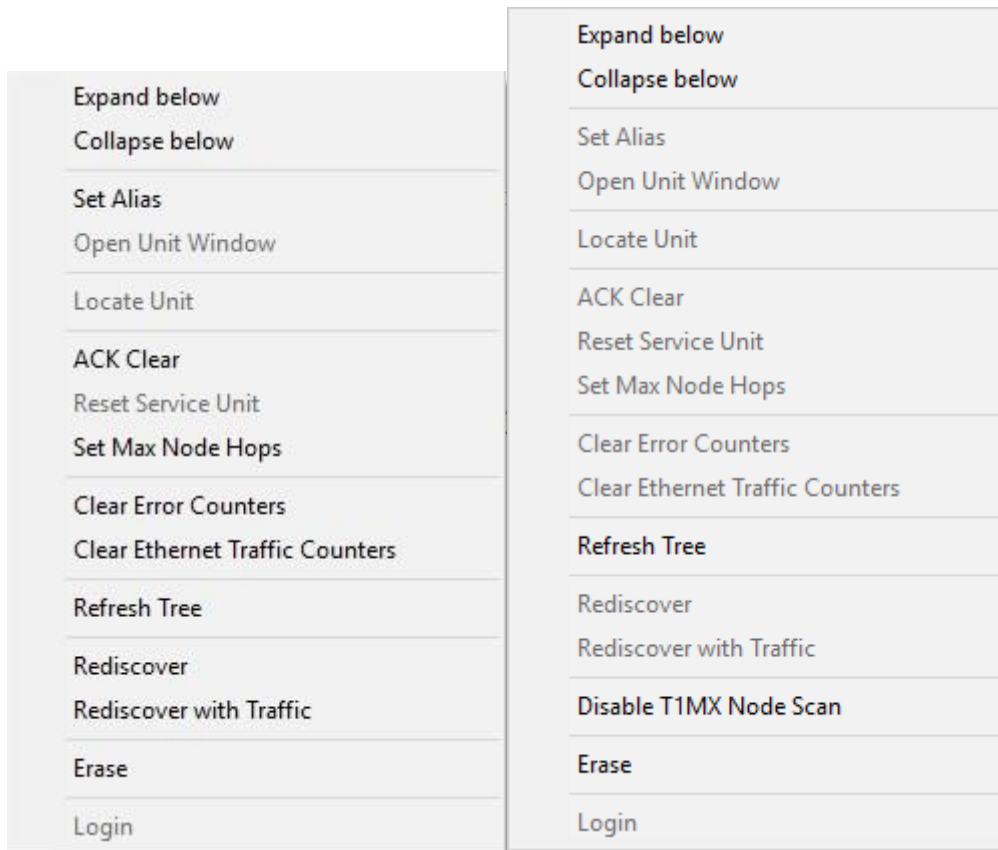 Expand below
Collapse below
Set Alias
Open Unit Window
Locate Unit
ACK Clear
Reset Service Unit
Set Max Node Hops
Clear Error Counters
Clear Ethernet Traffic Counters
Refresh Tree
Rediscover
Rediscover with Traffic
Erase
Login
Expand below
Collapse below
Set Alias
Open Unit Window
Locate Unit
ACK Clear
Reset Service Unit
Set Max Node Hops
Clear Error Counters
Clear Ethernet Traffic Counters
Refresh Tree
Rediscover
Rediscover with Traffic
Disable T1MX Node Scan
Erase
Login